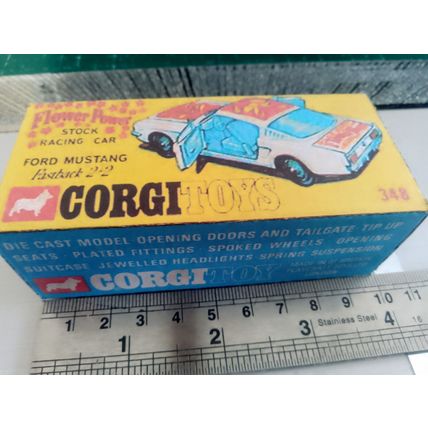 Flower Power
STOCK
RACING CAR
FORD MUSTANG
Fastback 2+2
CORGI TOYS
348
DIE CAST MODEL·OPENING DOORS AND TAILGATE TIP UP
SEATS · PLATED FITTINGS · SPOKED WHEELS OPENING
SUITCASE JEWELLED HEADLIGHTS·SPRING SUSPENSION
CORGI TOY
1 2 3 4 5 6 7 8 9 10 11
Stainless Steel
1 2 3 4